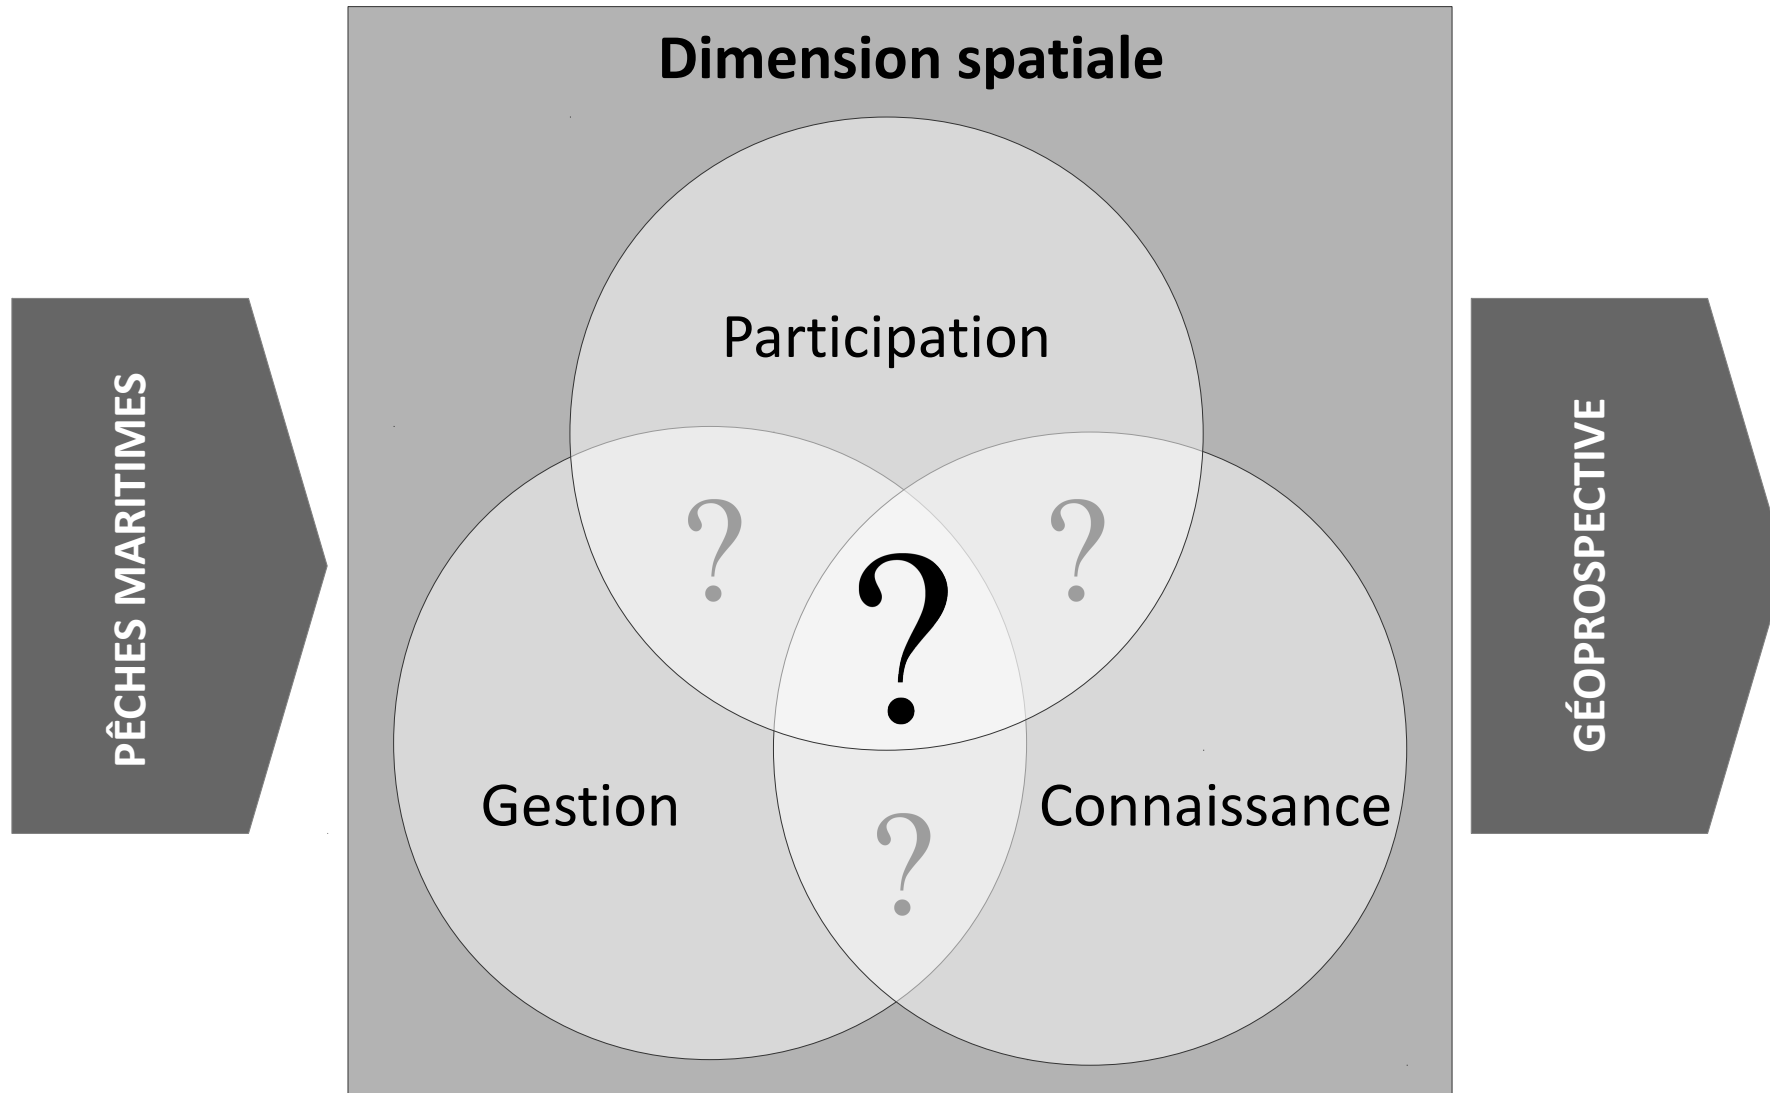 Dimension spatiale
PÊCHES MARITIMES
Participation
?
?
?
Gestion
Connaissance
?
GÉOPROSPECTIVE